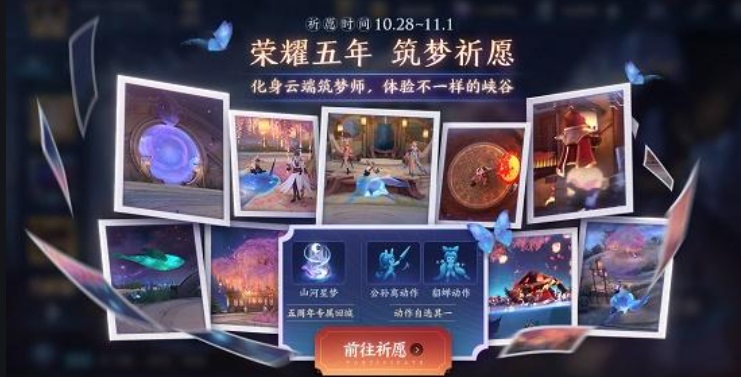 祈愿时间 10.28~11.1
荣耀五年 筑梦祈愿
化身云端筑梦师，体验不一样的峡谷
山河星梦
公孙离动作
貂蝉动作
五周年专属回城
动作自选其一
前往祈愿
PARTICIPATE